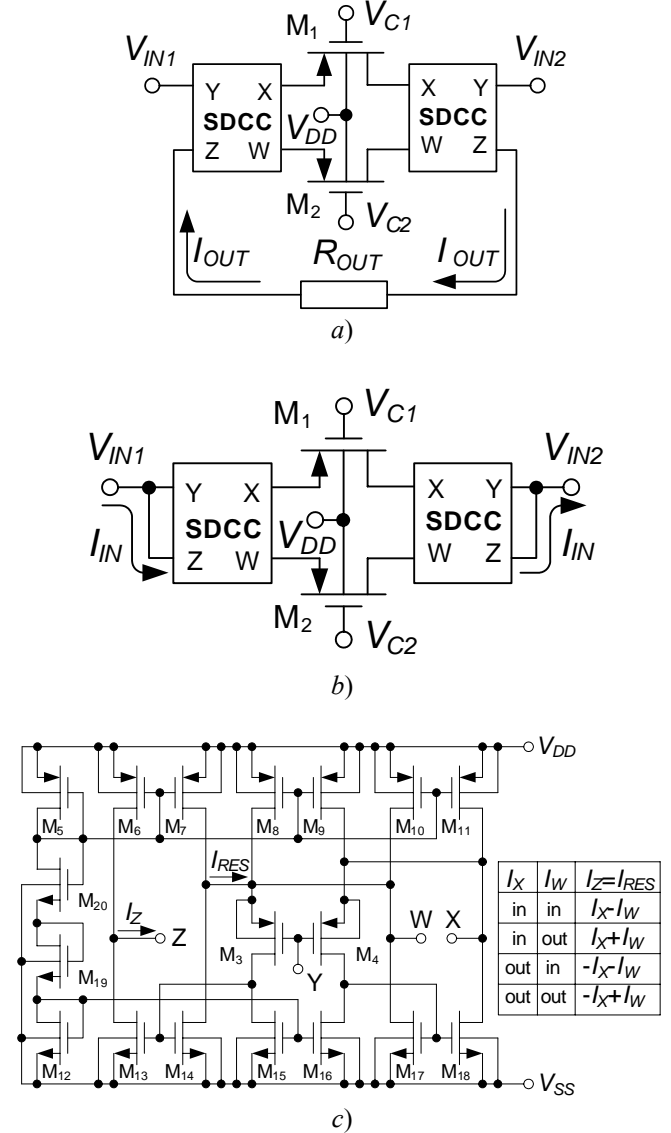 M1 VC1
VIN1 VIN2
Y X X Y
SDCC VDD SDCC
Z W W Z
M2 VC2
IOUT ROUT IOUT
a)
M1 VC1
VIN1 VIN2
Y X X Y
SDCC VDD SDCC
IIN Z W W Z IIN
M2 VC2
b)
VDD
M5 M6 M7 M8 M9 M10 M11
IRES
M20
IZ Z W X
M3 M4
Y
M19
M12 M13 M14 M15 M16 M17 M18
VSS
IX IW IZ=IRES
in in IX-IW
in out IX+IW
out in -IX-IW
out out -IX+IW
c)